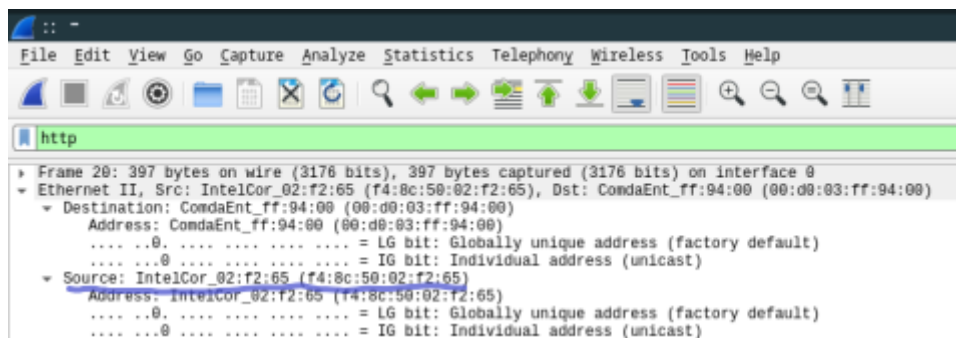 :: -
File Edit View Go Capture Analyze Statistics Telephony Wireless Tools Help
http
Frame 20: 397 bytes on wire (3176 bits), 397 bytes captured (3176 bits) on interface 0
Ethernet II, Src: IntelCor_02:f2:65 (f4:8c:50:02:f2:65), Dst: ComdaEnt_ff:94:00 (00:d0:03:ff:94:00)
Destination: ComdaEnt_ff:94:00 (00:d0:03:ff:94:00)
Address: ComdaEnt_ff:94:00 (00:d0:03:ff:94:00)
.... ..0. .... .... .... .... = LG bit: Globally unique address (factory default)
.... ...0 .... .... .... .... = IG bit: Individual address (unicast)
Source: IntelCor_02:f2:65 (f4:8c:50:02:f2:65)
Address: IntelCor_02:f2:65 (f4:8c:50:02:f2:65)
.... ..0. .... .... .... .... = LG bit: Globally unique address (factory default)
.... ...0 .... .... .... .... = IG bit: Individual address (unicast)